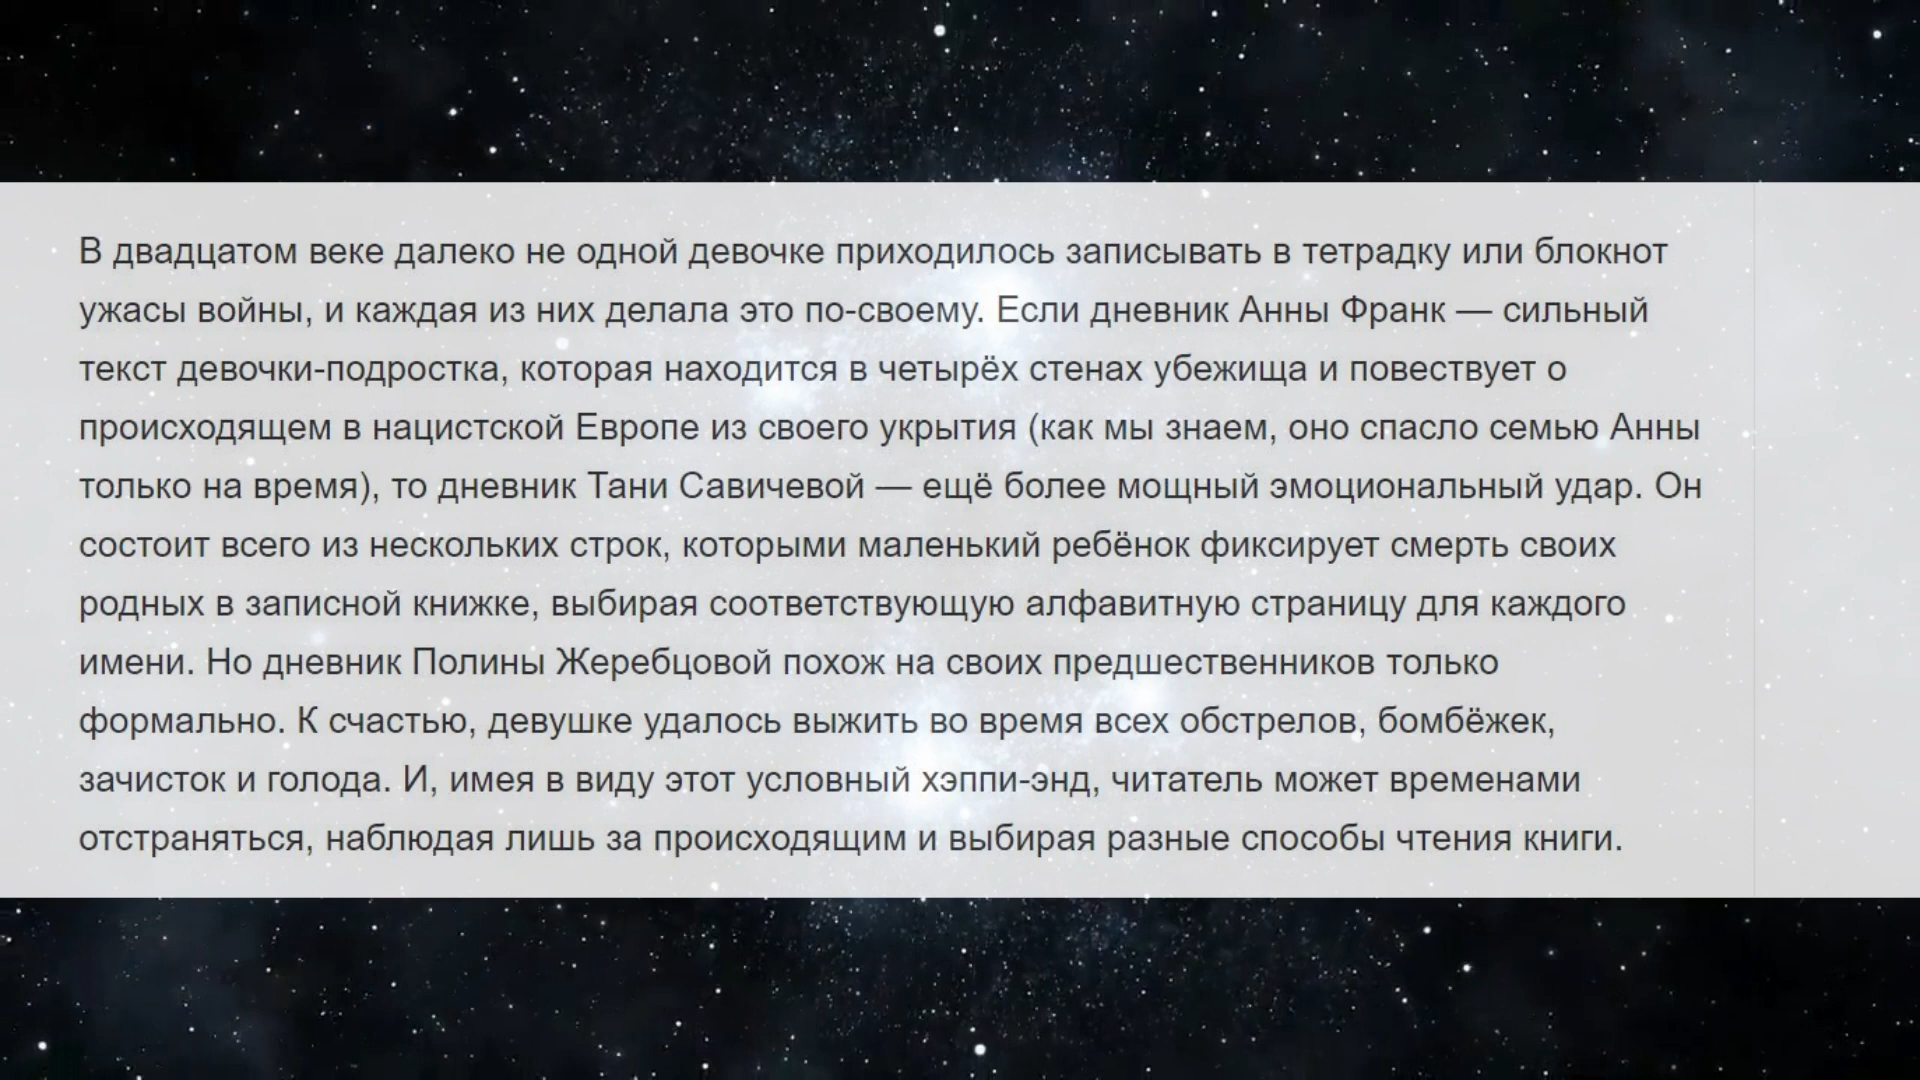 В двадцатом веке далеко не одной девочке приходилось записывать в тетрадку или блокнот
ужасы войны, и каждая из них делала это по-своему. Если дневник Анны Франк — сильный
текст девочки-подростка, которая находится в четырёх стенах убежища и повествует о
происходящем в нацистской Европе из своего укрытия (как мы знаем, оно спасло семью Анны
только на время), то дневник Тани Савичевой — ещё более мощный эмоциональный удар. Он
состоит всего из нескольких строк, которыми маленький ребёнок фиксирует смерть своих
родных в записной книжке, выбирая соответствующую алфавитную страницу для каждого
имени. Но дневник Полины Жеребцовой похож на своих предшественников только
формально. К счастью, девушке удалось выжить во время всех обстрелов, бомбёжек,
зачисток и голода. И, имея в виду этот условный хэппи-энд, читатель может временами
отстраняться, наблюдая лишь за происходящим и выбирая разные способы чтения книги.